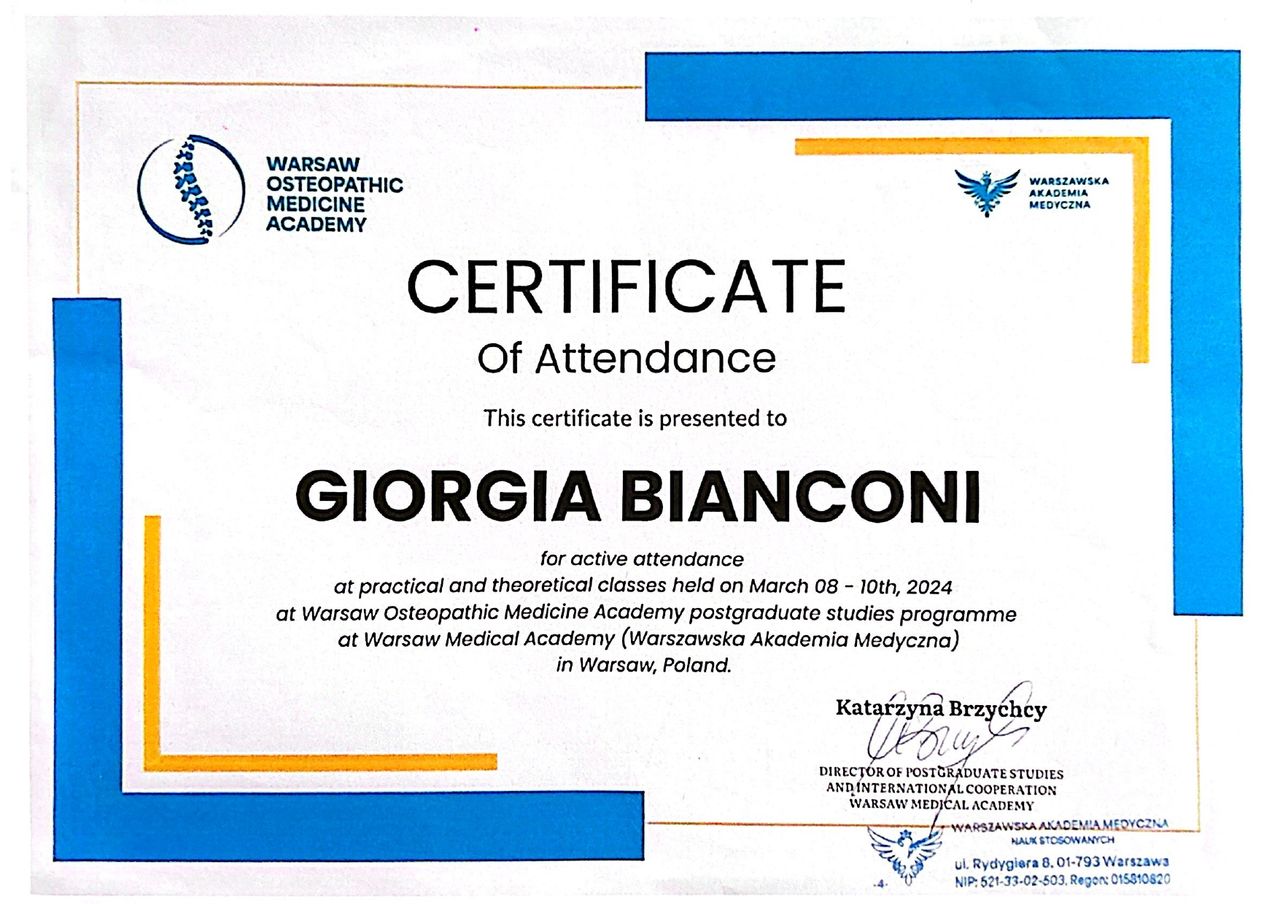 WARSAW
OSTEOPATHIC
MEDICINE
ACADEMY
WARSZAWSKA
AKADEMIA
MEDYCZNA
CERTIFICATE
Of Attendance
This certificate is presented to
GIORGIA BIANCONI
for active attendance
at practical and theoretical classes held on March 08 - 10th, 2024
at Warsaw Osteopathic Medicine Academy postgraduate studies programme
at Warsaw Medical Academy (Warszawska Akademia Medyczna)
in Warsaw, Poland.
Katarzyna Brzychcy
DIRECTOR OF POSTGRADUATE STUDIES
AND INTERNATIONAL COOPERATION
WARSAW MEDICAL ACADEMY
WARSZAWSKA AKADEMIA MEDYCZNA
NAUK STOSOWANYCH
ul. Rydygiera 8, 01-793 Warszawa
NIP: 521-33-02-503, Regon: 015810820
-4-